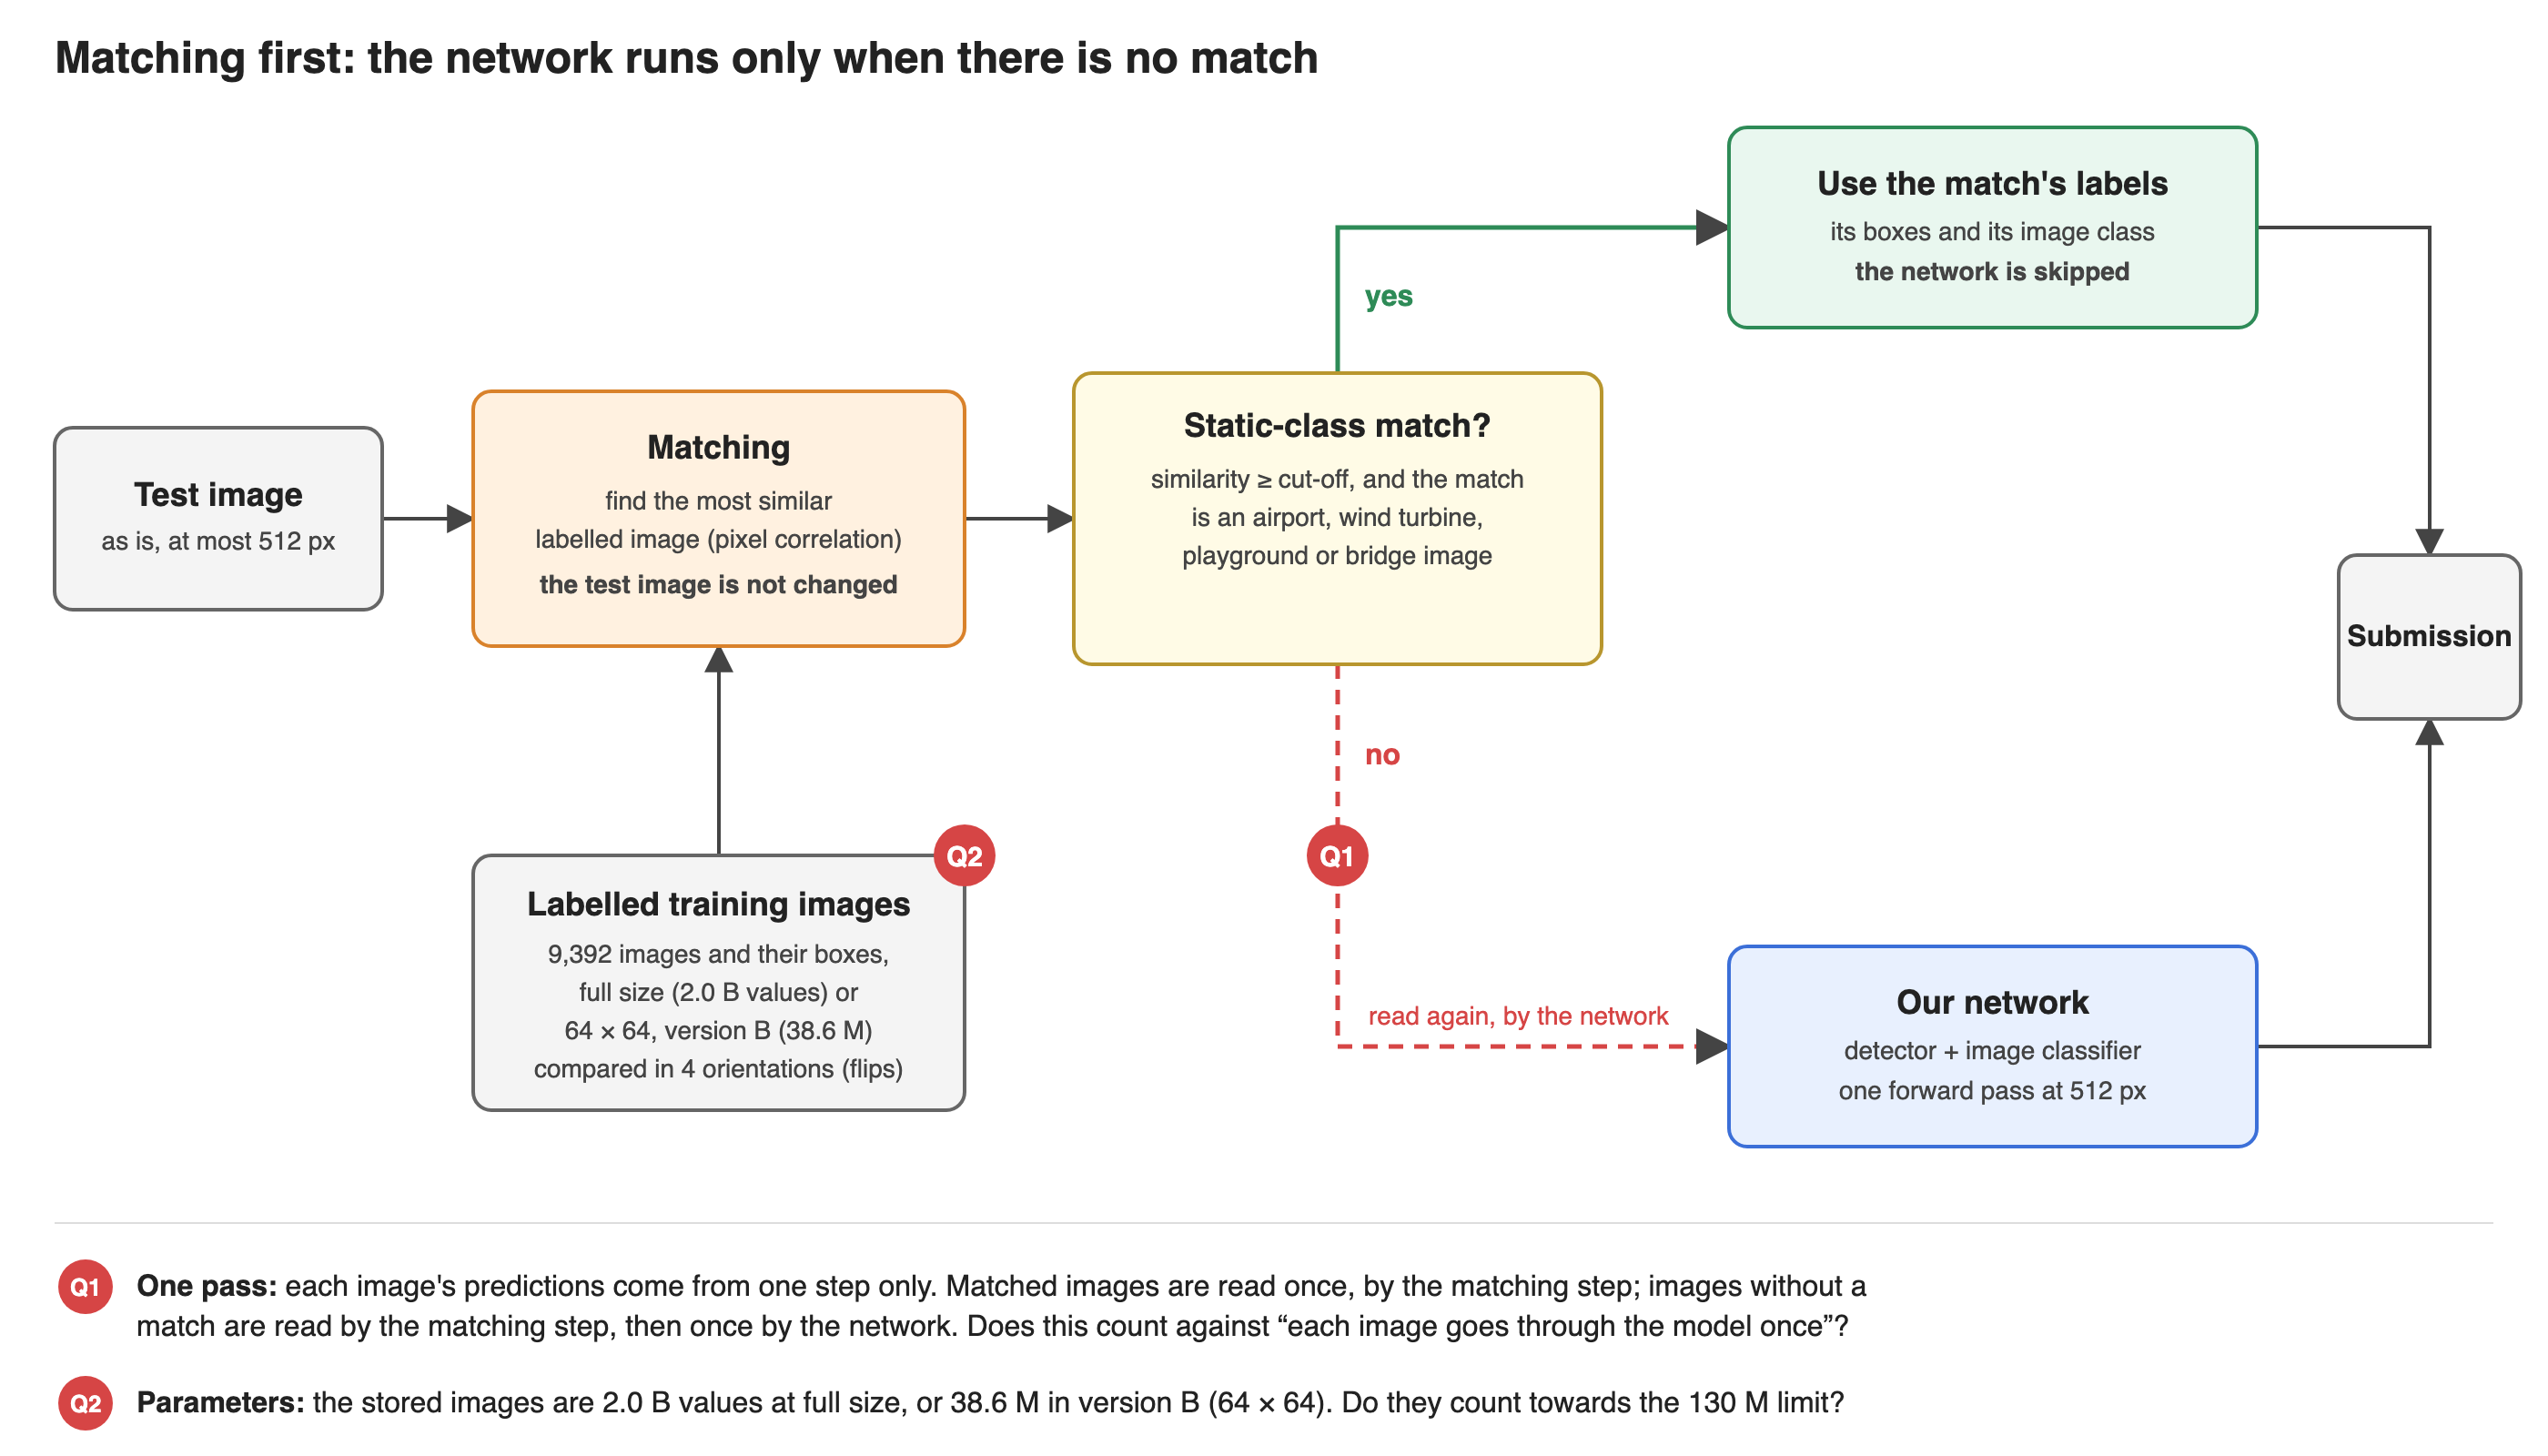 Matching first: the network runs only when there is no match
Use the match's labels
its boxes and its image class
the network is skipped
yes
Test image
as is, at most 512 px
Matching
find the most similar
labelled image (pixel correlation)
the test image is not changed
Static-class match?
similarity ≥ cut-off, and the match
is an airport, wind turbine,
playground or bridge image
Submission
no
Q2
Q1
Labelled training images
9,392 images and their boxes,
full size (2.0 B values) or
64 × 64, version B (38.6 M)
compared in 4 orientations (flips)
read again, by the network
Our network
detector + image classifier
one forward pass at 512 px
Q1 One pass: each image's predictions come from one step only. Matched images are read once, by the matching step; images without a
match are read by the matching step, then once by the network. Does this count against “each image goes through the model once”?
Q2 Parameters: the stored images are 2.0 B values at full size, or 38.6 M in version B (64 × 64). Do they count towards the 130 M limit?